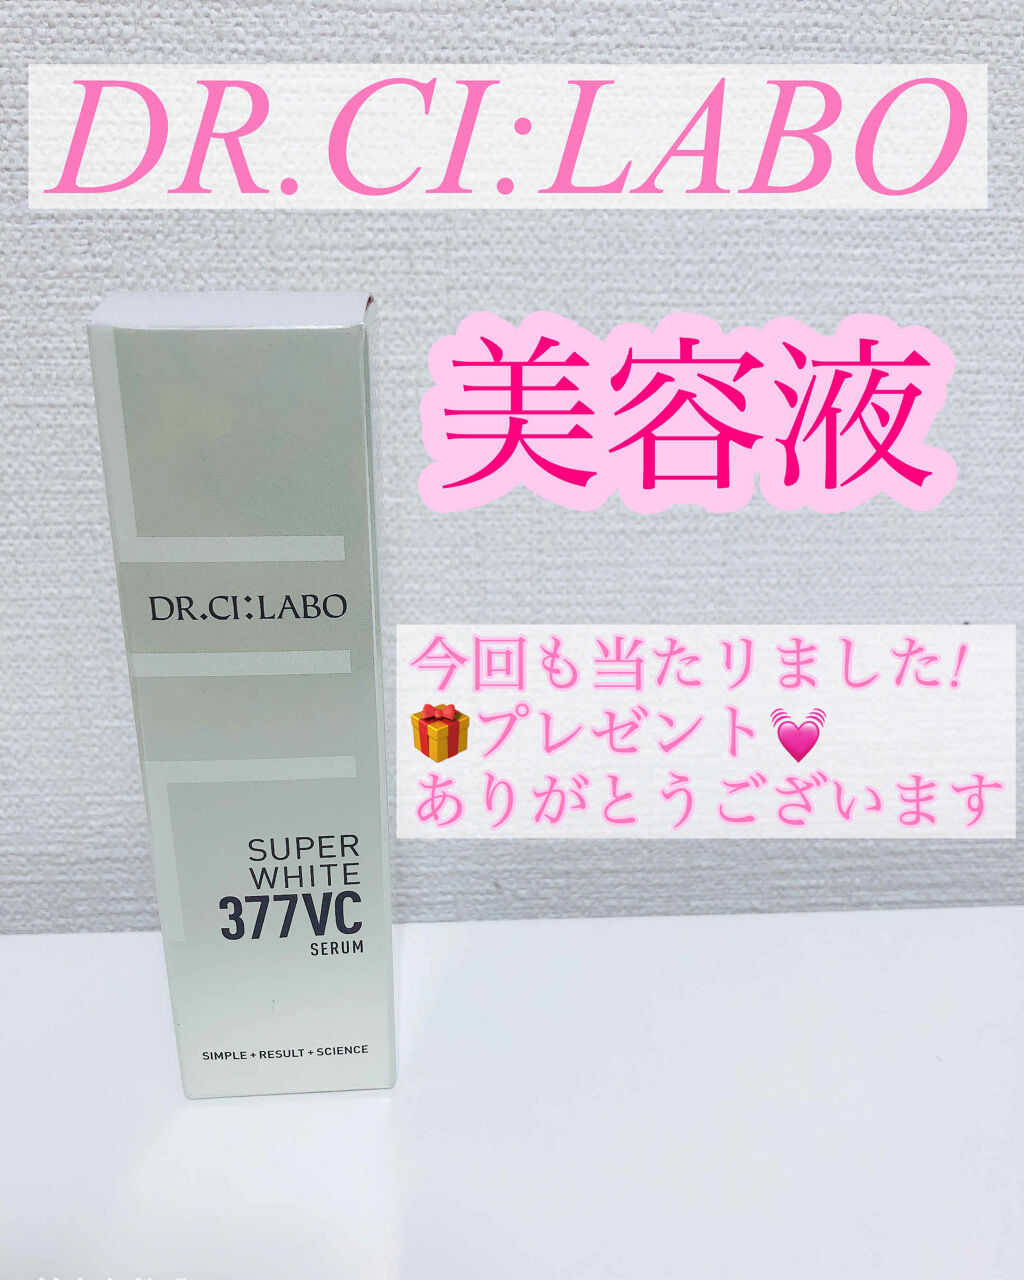 DR.CI:LABO
美容液
今回も当たりました!
🎁プレゼント💓
ありがとうございます
DR.CI:LABO
SUPER
WHITE
377VC
SERUM
SIMPLE+RESULT+SCIENCE